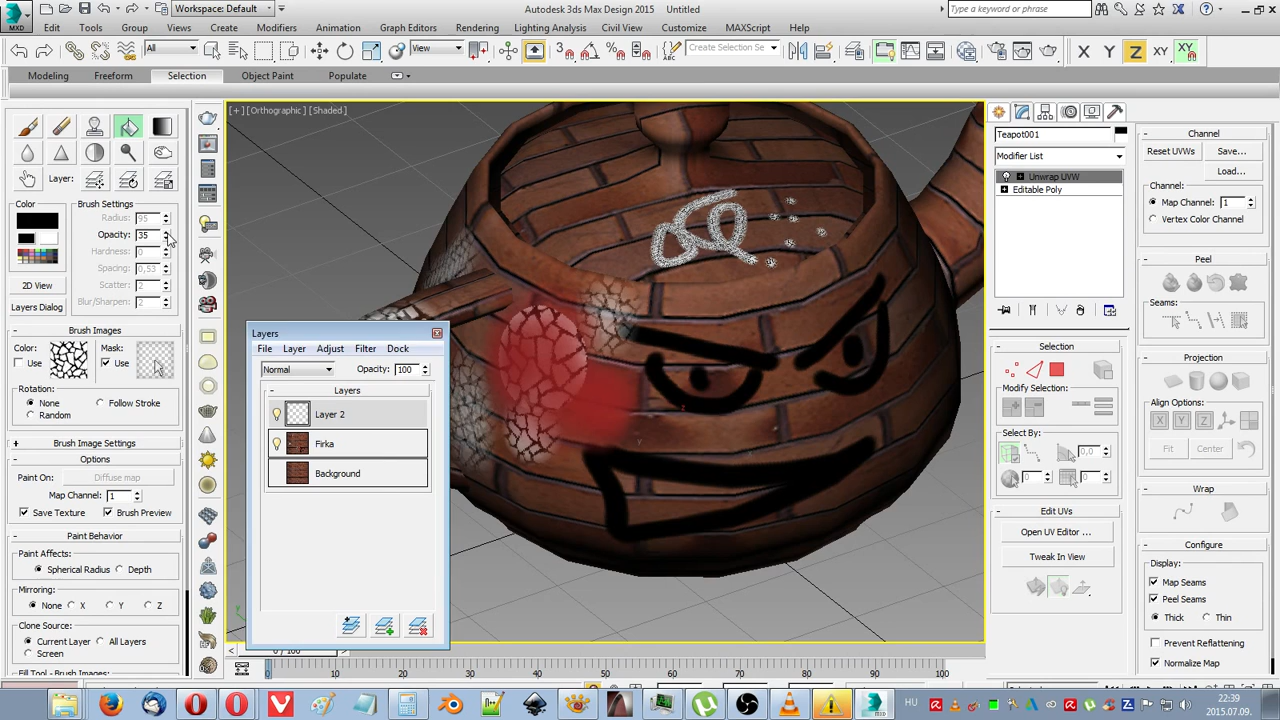 Workspace: Default
Autodesk 3ds Max Design 2015 Untitled
Type a keyword or phrase
MXD
Edit Tools Group Views Create Modifiers Animation Graph Editors Rendering Lighting Analysis Civil View Customize MAXScript Help
All View Create Selection Se X Y Z XY XY
Modeling Freeform Selection Object Paint Populate
[+] [Orthographic] [Shaded]
Layer:
Color
Brush Settings
Radius: 95
Opacity: 35
Hardness: 0
Spacing: 0,53
Scatter: 2
Blur/Sharpen: 2
2D View
Layers Dialog
Brush Images
Color:
Use
Mask:
Use
Rotation:
None Follow Stroke
Random
Brush Image Settings
Options
Paint On: Diffuse map
Map Channel: 1
Save Texture Brush Preview
Paint Behavior
Paint Affects:
Spherical Radius Depth
Mirroring:
None X Y Z
Clone Source:
Current Layer All Layers
Screen
Fill Tool - Brush Images
Layers
File Layer Adjust Filter Dock
Normal Opacity: 100
Layers
Layer 2
Firka
Background
0 / 100
0 10 20 30 40 50 60 70 80 90 100
Teapot001
Modifier List
Unwrap UVW
Editable Poly
Selection
Modify Selection:
Select By:
0,0
0 0
Edit UVs
Open UV Editor ...
Tweak In View
Channel
Reset UVWs Save...
Load...
Channel:
Map Channel: 1
Vertex Color Channel
Peel
Seams:
Projection
Align Options:
X Y Z
Fit Center
Wrap
Configure
Display:
Map Seams
Peel Seams
Thick Thin
Prevent Reflattening
Normalize Map
HU
22:39
2015.07.09.